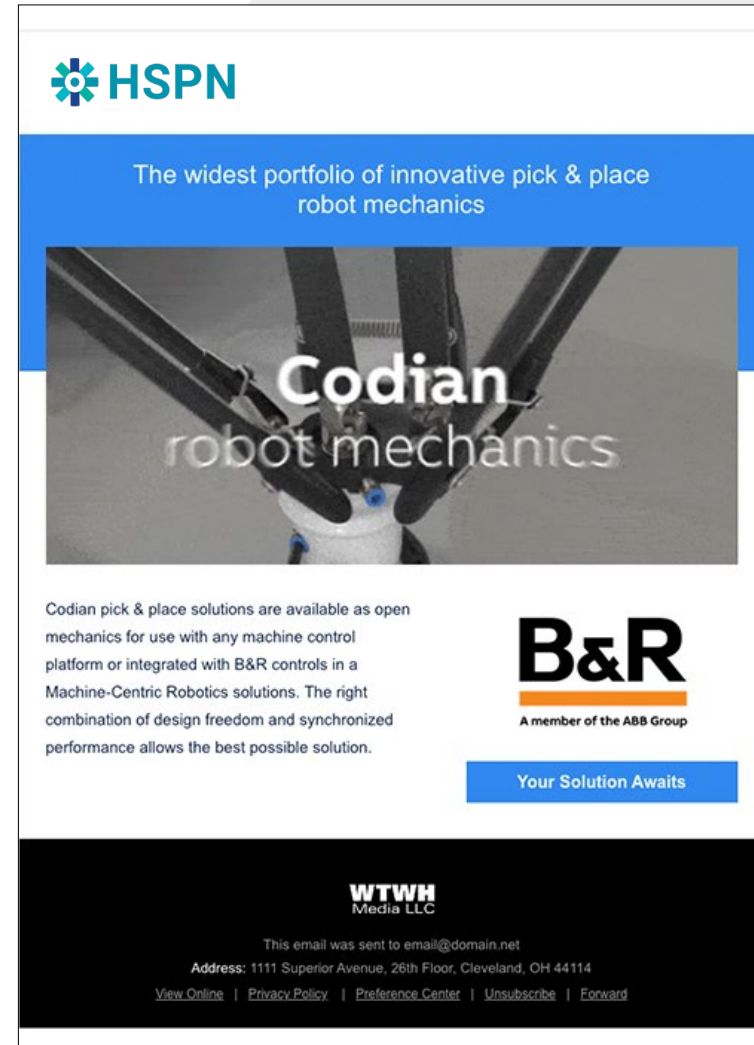 HSPN
The widest portfolio of innovative pick & place
robot mechanics
Codian
robot mechanics
Codian pick & place solutions are available as open
mechanics for use with any machine control
platform or integrated with B&R controls in a
Machine-Centric Robotics solutions. The right
combination of design freedom and synchronized
performance allows the best possible solution.
B&R
A member of the ABB Group
Your Solution Awaits
WTWH
Media LLC
This email was sent to email@domain.net
Address: 1111 Superior Avenue, 26th Floor, Cleveland, OH 44114
View Online | Privacy Policy | Preference Center | Unsubscribe | Forward